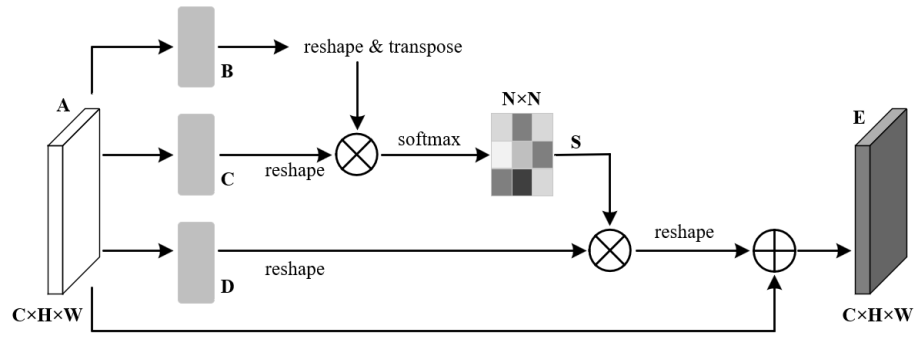 reshape & transpose
B
A
N×N
E
softmax
S
reshape
C
reshape
reshape
D
C×H×W
C×H×W